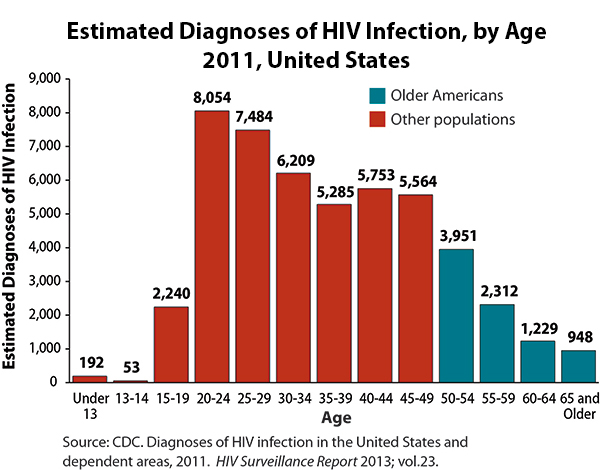 Estimated Diagnoses of HIV Infection, by Age
2011, United States
Estimated Diagnoses of HIV Infection
9,000
8,000
7,000
6,000
5,000
4,000
3,000
2,000
1,000
0
Older Americans
Other populations
192
53
2,240
8,054
7,484
6,209
5,285
5,753
5,564
3,951
2,312
1,229
948
Under 13-14 15-19 20-24 25-29 30-34 35-39 40-44 45-49 50-54 55-59 60-64 65 and
13 Older
Age
Source: CDC. Diagnoses of HIV infection in the United States and
dependent areas, 2011. HIV Surveillance Report 2013; vol.23.